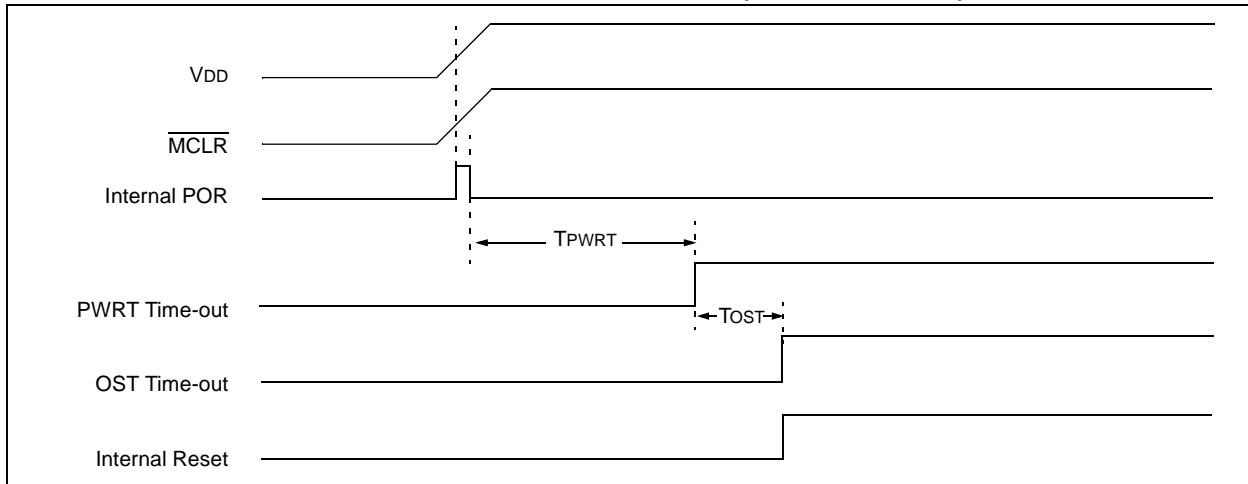 VDD
MCLR
Internal POR
TPWRT
PWRT Time-out
TOST
OST Time-out
Internal Reset